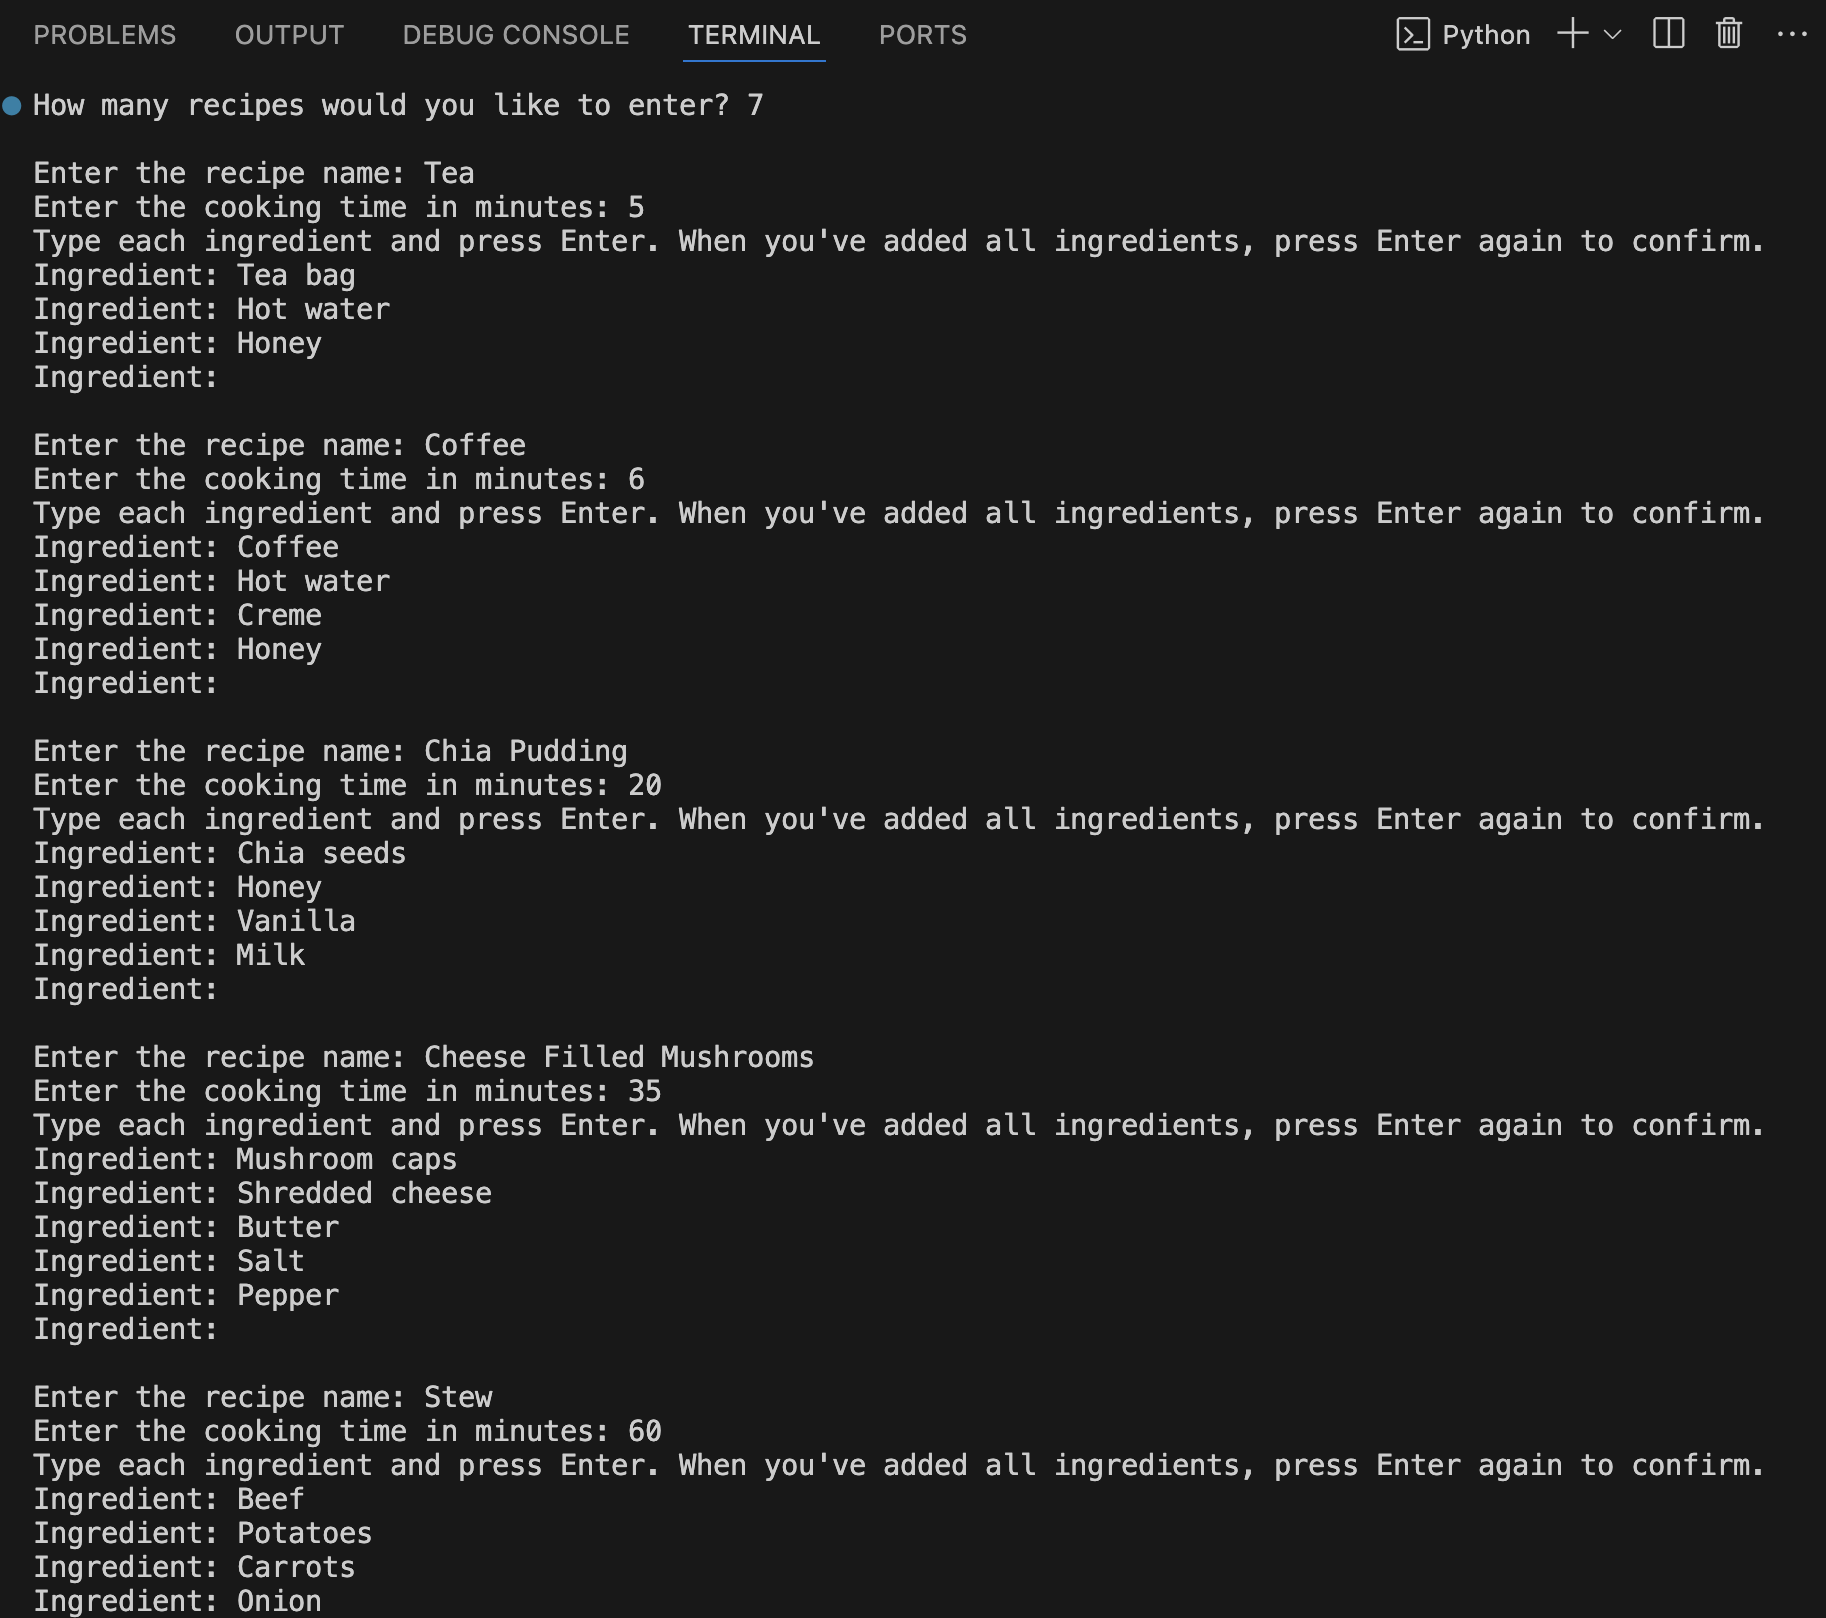 PROBLEMS OUTPUT DEBUG CONSOLE TERMINAL PORTS Python
How many recipes would you like to enter? 7
Enter the recipe name: Tea
Enter the cooking time in minutes: 5
Type each ingredient and press Enter. When you've added all ingredients, press Enter again to confirm.
Ingredient: Tea bag
Ingredient: Hot water
Ingredient: Honey
Ingredient:
Enter the recipe name: Coffee
Enter the cooking time in minutes: 6
Type each ingredient and press Enter. When you've added all ingredients, press Enter again to confirm.
Ingredient: Coffee
Ingredient: Hot water
Ingredient: Creme
Ingredient: Honey
Ingredient:
Enter the recipe name: Chia Pudding
Enter the cooking time in minutes: 20
Type each ingredient and press Enter. When you've added all ingredients, press Enter again to confirm.
Ingredient: Chia seeds
Ingredient: Honey
Ingredient: Vanilla
Ingredient: Milk
Ingredient:
Enter the recipe name: Cheese Filled Mushrooms
Enter the cooking time in minutes: 35
Type each ingredient and press Enter. When you've added all ingredients, press Enter again to confirm.
Ingredient: Mushroom caps
Ingredient: Shredded cheese
Ingredient: Butter
Ingredient: Salt
Ingredient: Pepper
Ingredient:
Enter the recipe name: Stew
Enter the cooking time in minutes: 60
Type each ingredient and press Enter. When you've added all ingredients, press Enter again to confirm.
Ingredient: Beef
Ingredient: Potatoes
Ingredient: Carrots
Ingredient: Onion